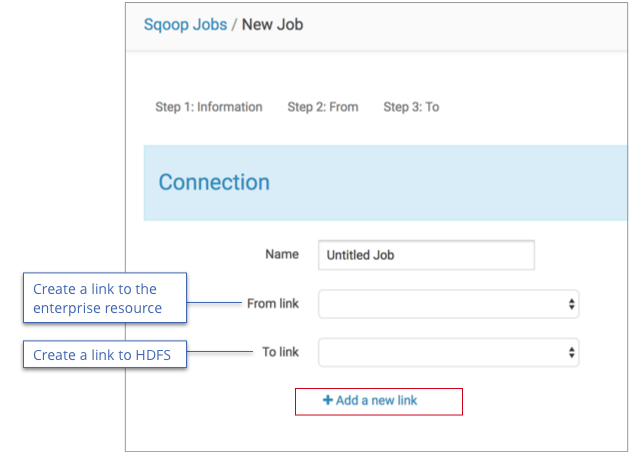 Sqoop Jobs / New Job
Step 1: Information Step 2: From Step 3: To
Connection
Name Untitled Job
Create a link to the
enterprise resource
From link
Create a link to HDFS
To link
+ Add a new link